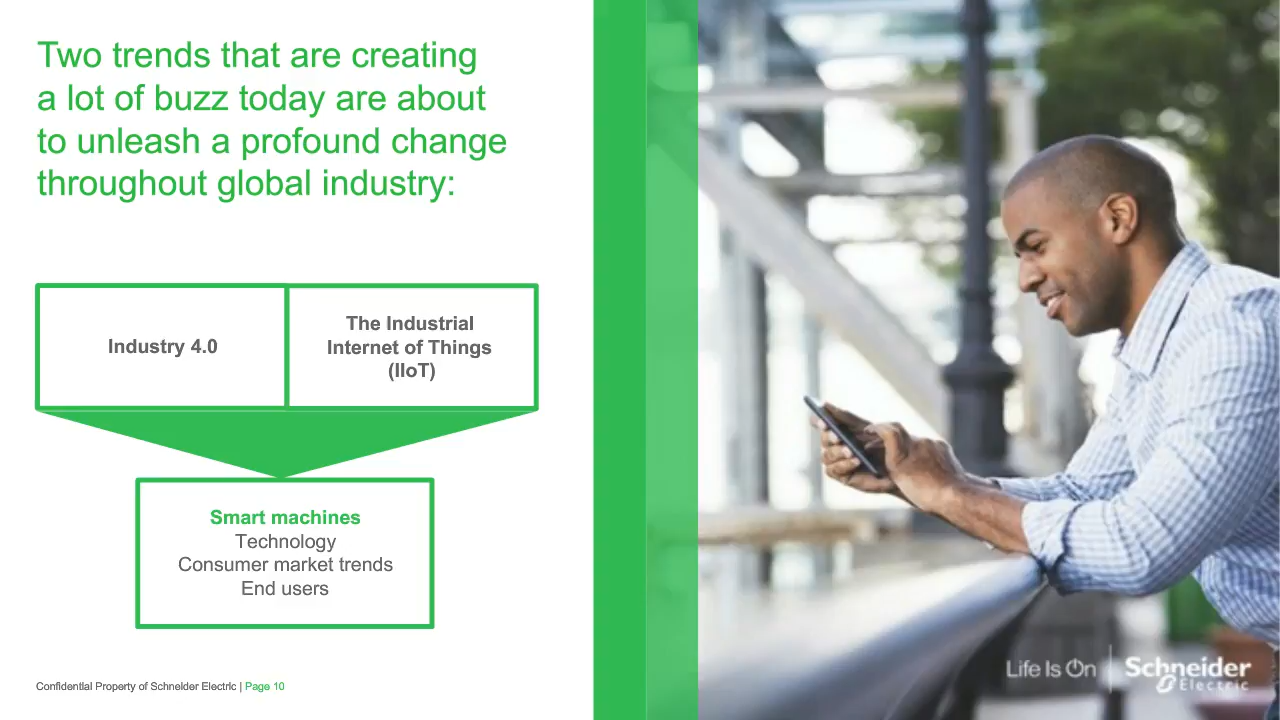 Two trends that are creating
a lot of buzz today are about
to unleash a profound change
throughout global industry:
Industry 4.0
The Industrial
Internet of Things
(IIoT)
Smart machines
Technology
Consumer market trends
End users
Confidential Property of Schneider Electric | Page 10
Life Is On | Schneider
Electric